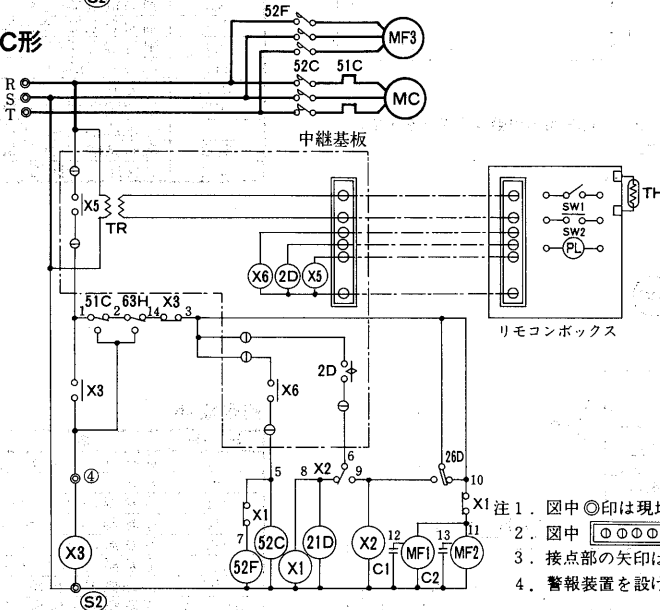 S2
C形
52F
MF3
R
S
T
52C
51C
MC
中継基板
X5
TR
TH
SW1
SW2
PL
X6
2D
X5
リモコンボックス
51C
63H
X3
1
2
14
3
X3
X6
2D
6
26D
④
5
8
X2
9
10
X1
X1
11
X3
52F
52C
X1
21D
X2
12
C1
MF1
13
C2
MF2
S2
注1. 図中◎印は現場
2. 図中
3. 接点部の矢印は
4. 警報装置を設け